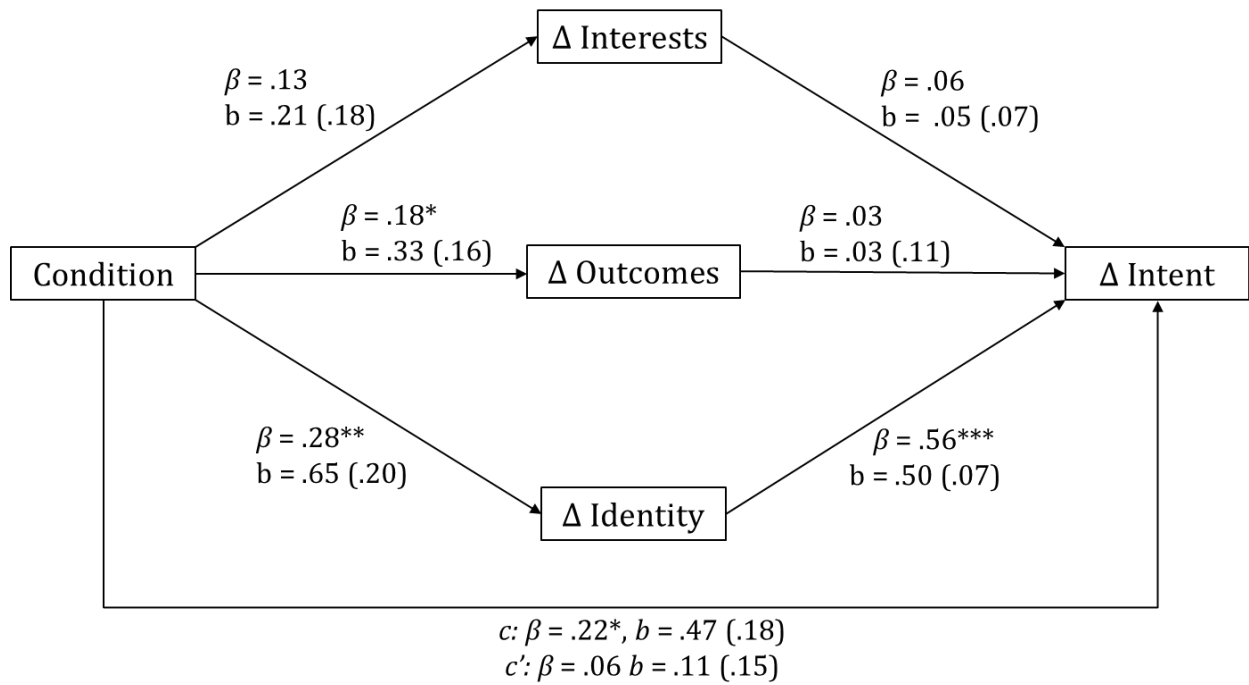 Δ Interests
β = .13
b = .21 (.18)
β = .06
b =  .05 (.07)
β = .18*
b = .33 (.16)
β = .03
b = .03 (.11)
Condition
Δ Outcomes
Δ Intent
β = .28**
b = .65 (.20)
β = .56***
b = .50 (.07)
Δ Identity
c: β = .22*, b = .47 (.18)
c’: β = .06 b = .11 (.15)